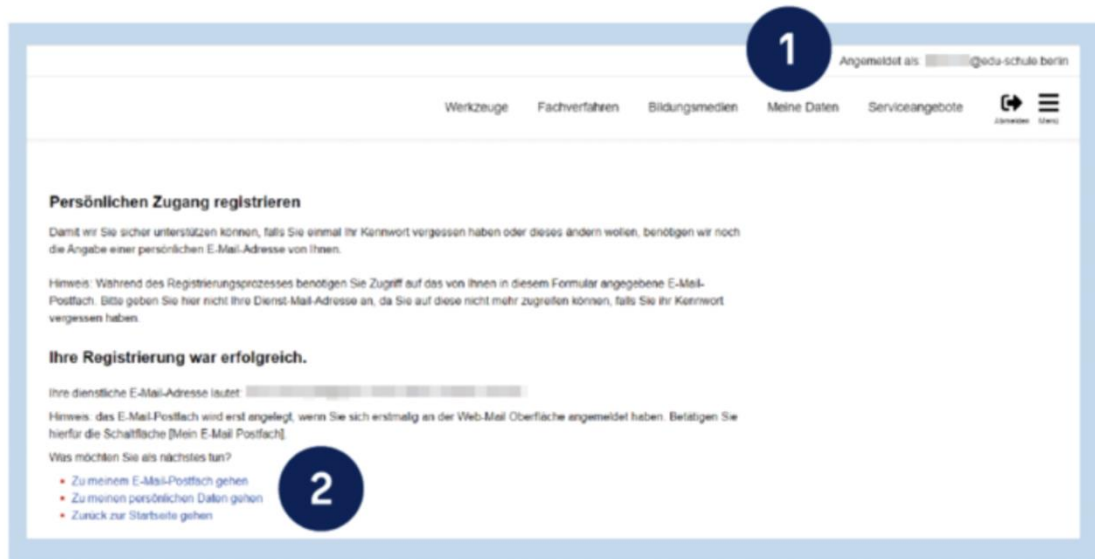 1
Angemeldet als: @edu-schule.berlin
Werkzeuge Fachverfahren Bildungsmedien Meine Daten Serviceangebote
Abmelden Menü
Persönlichen Zugang registrieren
Damit wir Sie sicher unterstützen können, falls Sie einmal Ihr Kennwort vergessen haben oder dieses ändern wollen, benötigen wir noch
die Angabe einer persönlichen E-Mail-Adresse von Ihnen.
Hinweis: Während des Registrierungsprozesses benötigen Sie Zugriff auf das von Ihnen in diesem Formular angegebene E-Mail-
Postfach. Bitte geben Sie hier nicht Ihre Dienst-Mail-Adresse an, da Sie auf diese nicht mehr zugreifen können, falls Sie ihr Kennwort
vergessen haben.
Ihre Registrierung war erfolgreich.
Ihre dienstliche E-Mail-Adresse lautet:
Hinweis: das E-Mail-Postfach wird erst angelegt, wenn Sie sich erstmalig an der Web-Mail Oberfläche angemeldet haben. Betätigen Sie
hierfür die Schaltfläche [Mein E-Mail Postfach].
Was möchten Sie als nächstes tun?
• Zu meinem E-Mail-Postfach gehen
• Zu meinen persönlichen Daten gehen
• Zurück zur Startseite gehen
2